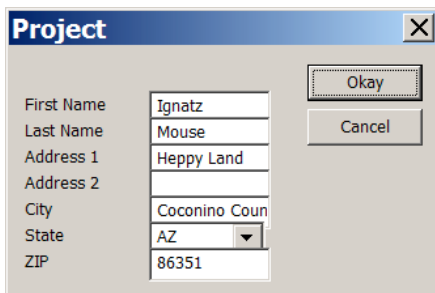 Project
Okay
First Name Ignatz
Last Name Mouse
Cancel
Address 1 Heppy Land
Address 2
City Coconino Coun
State AZ
ZIP 86351